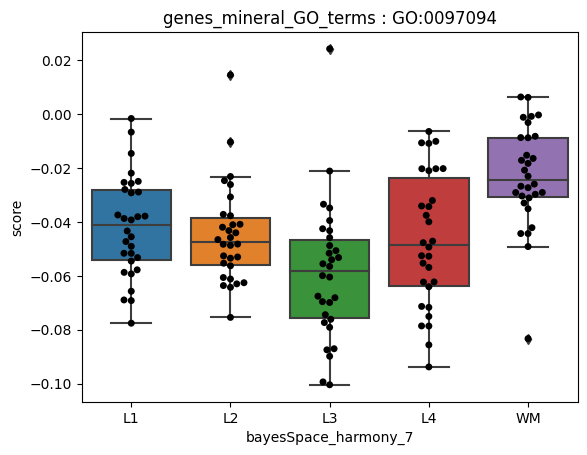 genes_mineral_GO_terms : GO:0097094
0.02
0.00
−0.02
−0.04
−0.06
−0.08
−0.10
score
L1 L2 L3 L4 WM
bayesSpace_harmony_7